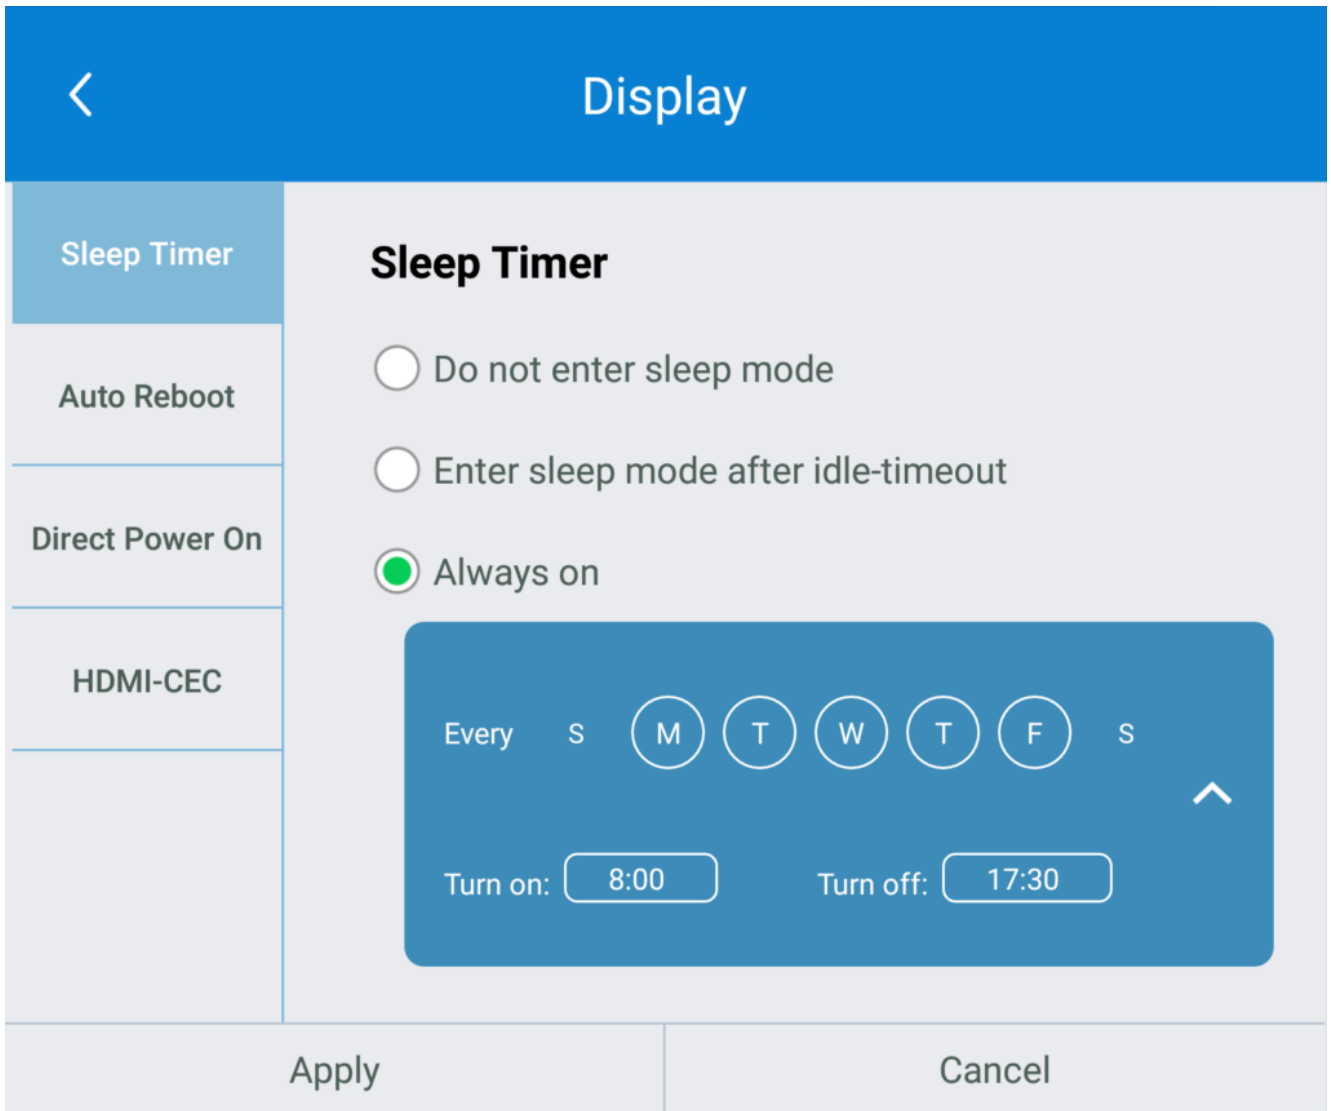 Display
Sleep Timer
Auto Reboot
Direct Power On
HDMI-CEC
Sleep Timer
Do not enter sleep mode
Enter sleep mode after idle-timeout
Always on
Every S M T W T F S
Turn on: 8:00 Turn off: 17:30
Apply Cancel